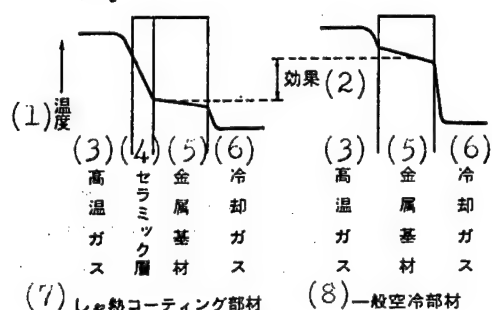 効果 (2)
(1) 温度
(3) (4) (5) (6) (3) (5) (6)
高温ガス
セラミック層
金属基材
冷却ガス
高温ガス
金属基材
冷却ガス
(7) しゃ熱コーティング部材
(8) 一般空冷部材